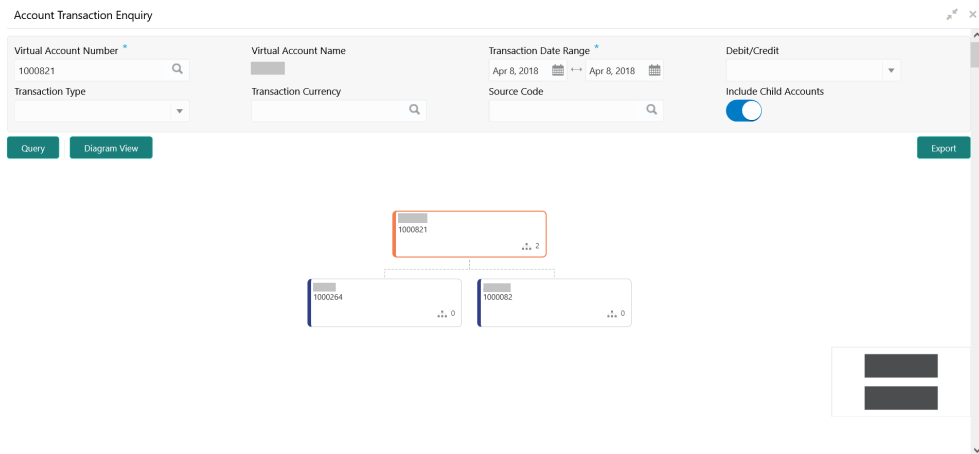 Account Transaction Enquiry
Virtual Account Number *
Virtual Account Name
Transaction Date Range *
Debit/Credit
1000821
Apr 8, 2018
Apr 8, 2018
Transaction Type
Transaction Currency
Source Code
Include Child Accounts
Query
Diagram View
Export
1000821
2
1000264
0
1000082
0